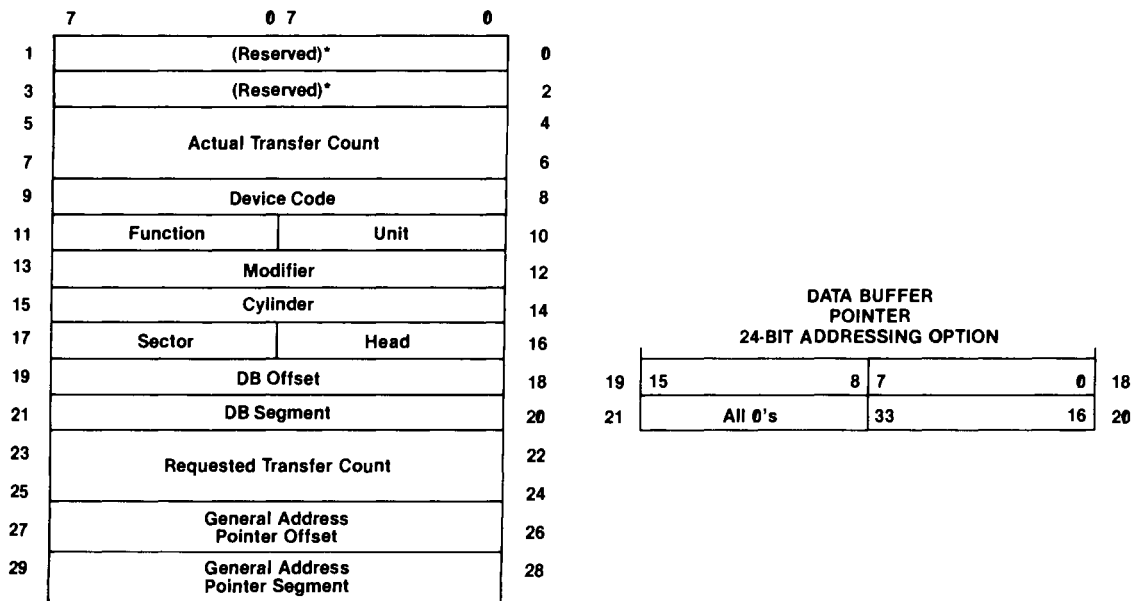 7 0 7 0
1 (Reserved)* 0
3 (Reserved)* 2
5 4
Actual Transfer Count
7 6
9 Device Code 8
11 Function Unit 10
13 Modifier 12
15 Cylinder 14
17 Sector Head 16
19 DB Offset 18
21 DB Segment 20
23 22
Requested Transfer Count
25 24
General Address
27 Pointer Offset 26
29 General Address 28
Pointer Segment
DATA BUFFER
POINTER
24-BIT ADDRESSING OPTION
19 15 8 7 0 18
21 All 0's 33 16 20